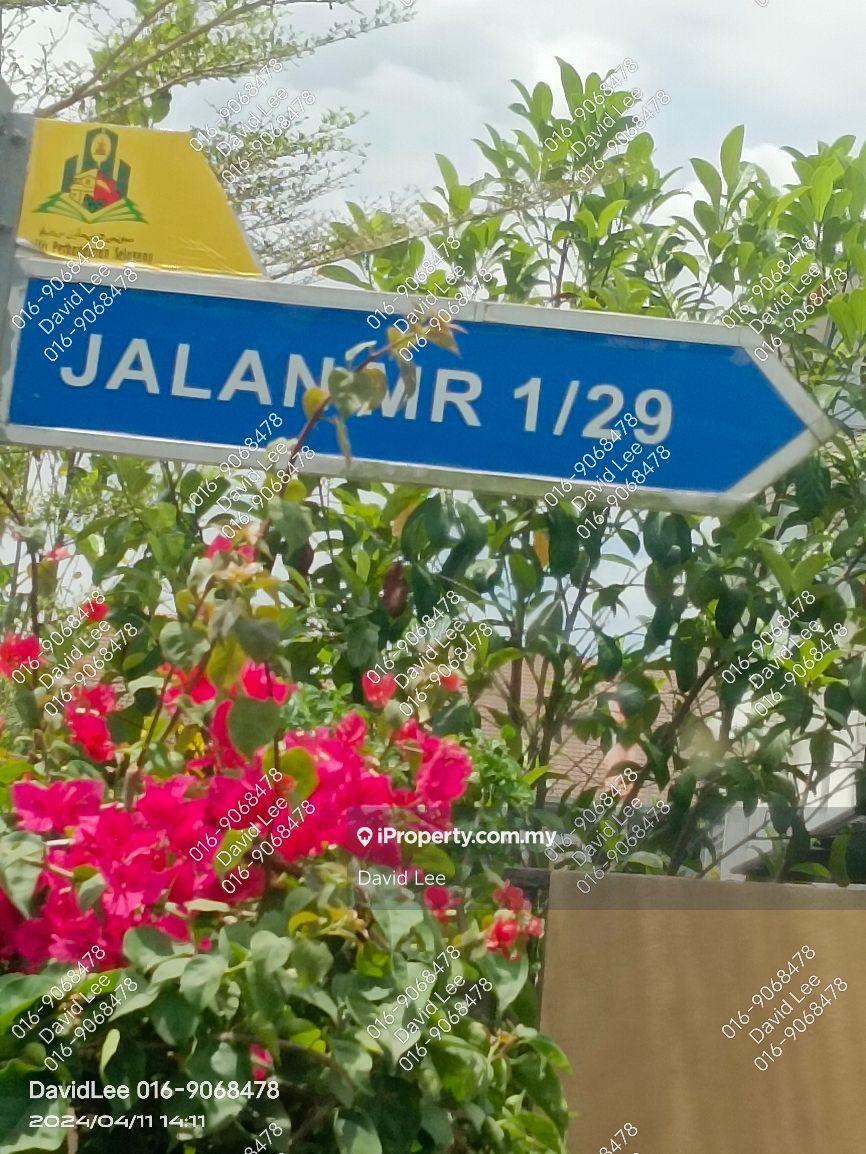 JALAN MR 1/29
iProperty.com.my
David Lee
016-9068478
David Lee
016-9068478
DavidLee 016-9068478
2024/04/11 14:11